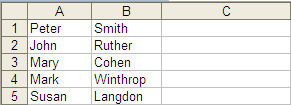 A B C
1 Peter Smith
2 John Ruther
3 Mary Cohen
4 Mark Winthrop
5 Susan Langdon